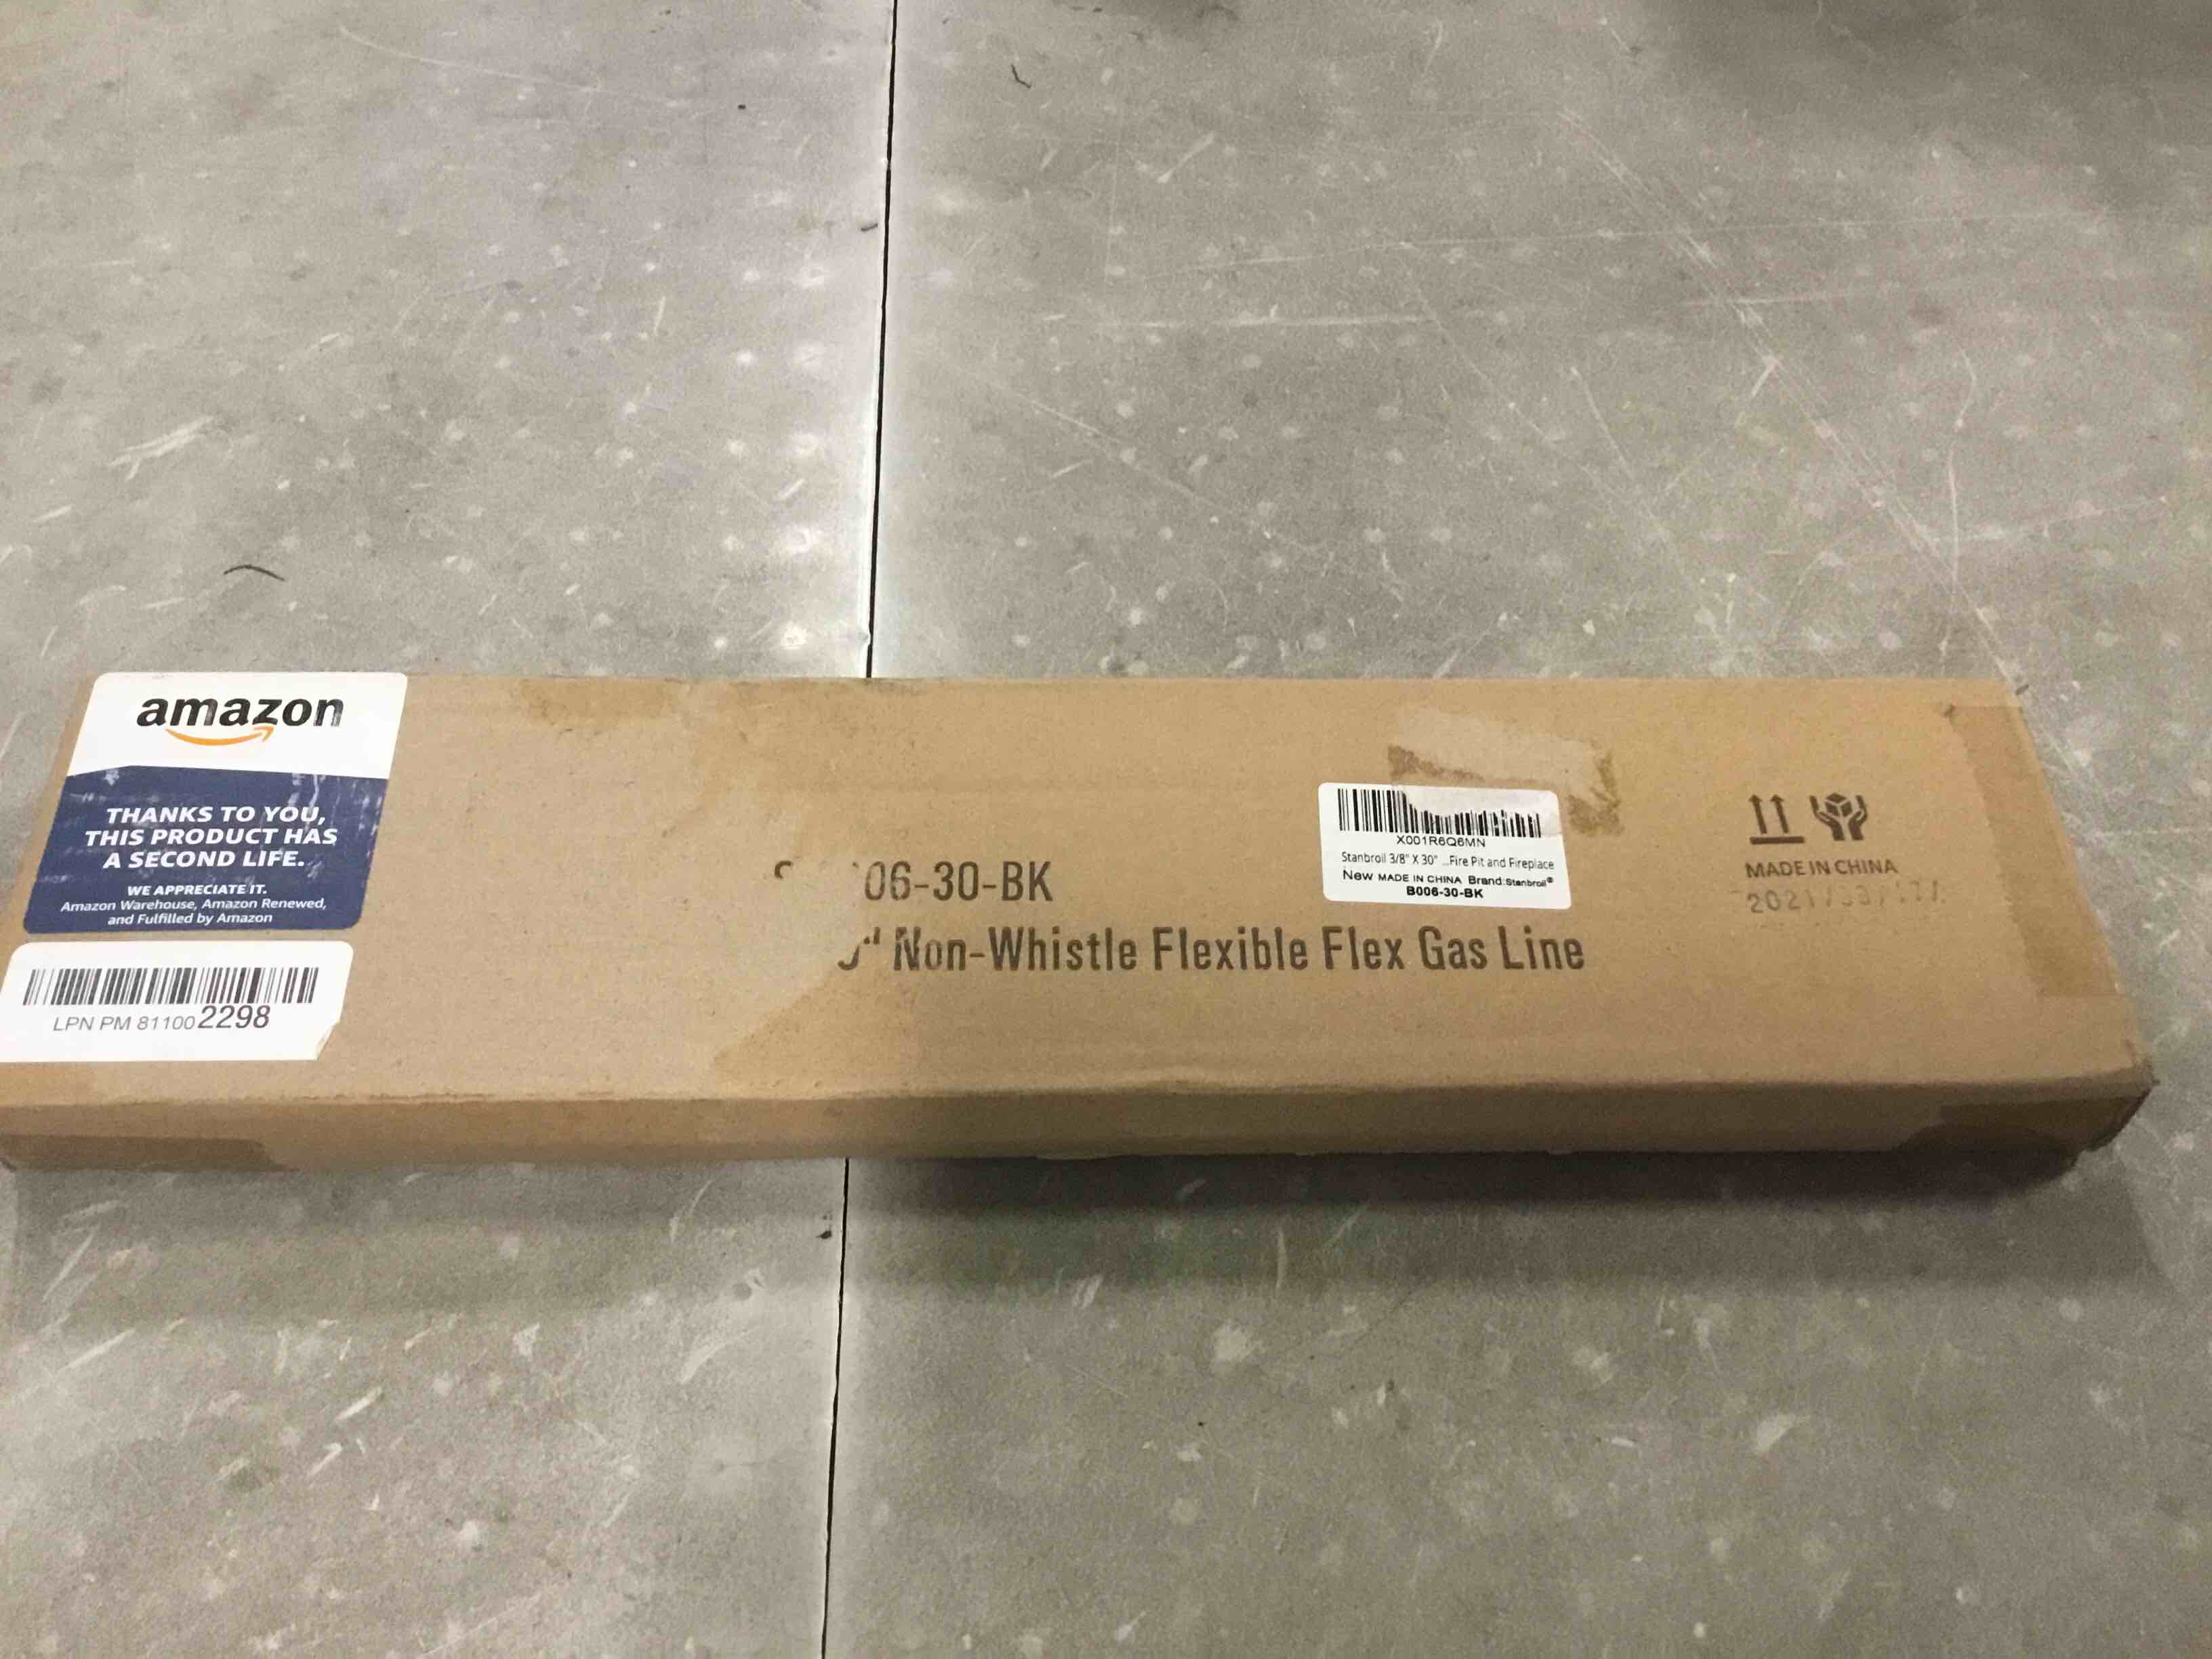 amazon
THANKS TO YOU,
THIS PRODUCT HAS
A SECOND LIFE.
WE APPRECIATE IT.
Amazon Warehouse, Amazon Renewed,
and Fulfilled by Amazon
LPN PM 811002298
06-30-BK
Non-Whistle Flexible Flex Gas Line
X001R6Q6MN
Stanbroil 3/8" X 30" ...Fire Pit and Fireplace
New MADE IN CHINA Brand:Stanbroil®
B006-30-BK
MADE IN CHINA
2021/